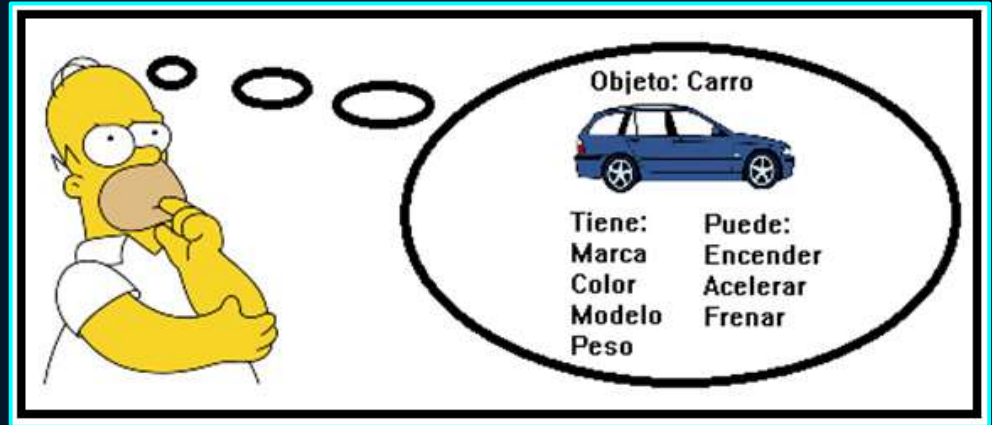 Objeto: Carro
Tiene:
Marca
Color
Modelo
Peso
Puede:
Encender
Acelerar
Frenar